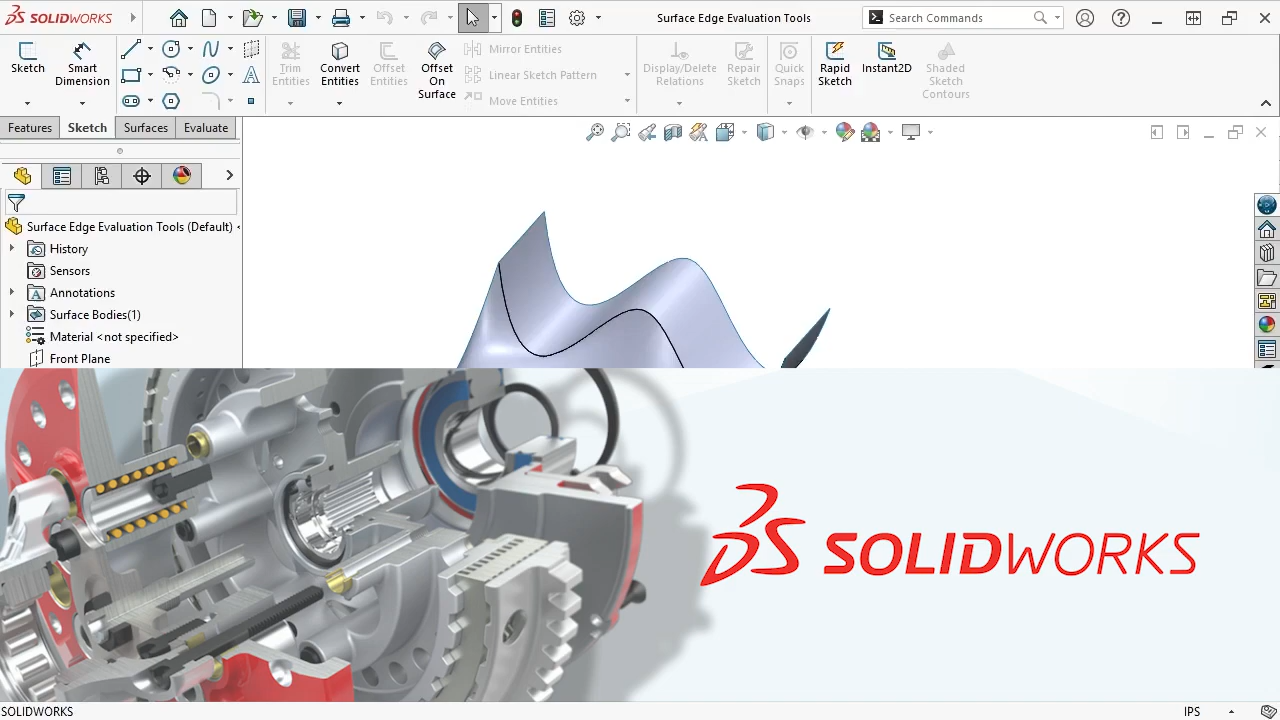 SOLIDWORKS
Surface Edge Evaluation Tools
Search Commands
Sketch
Smart Dimension
Trim Entities
Convert Entities
Offset Entities
Offset On Surface
Mirror Entities
Linear Sketch Pattern
Move Entities
Display/Delete Relations
Repair Sketch
Quick Snaps
Rapid Sketch
Instant2D
Shaded Sketch Contours
Features
Sketch
Surfaces
Evaluate
Surface Edge Evaluation Tools (Default)
History
Sensors
Annotations
Surface Bodies(1)
Material <not specified>
Front Plane
SOLIDWORKS
SOLIDWORKS
IPS